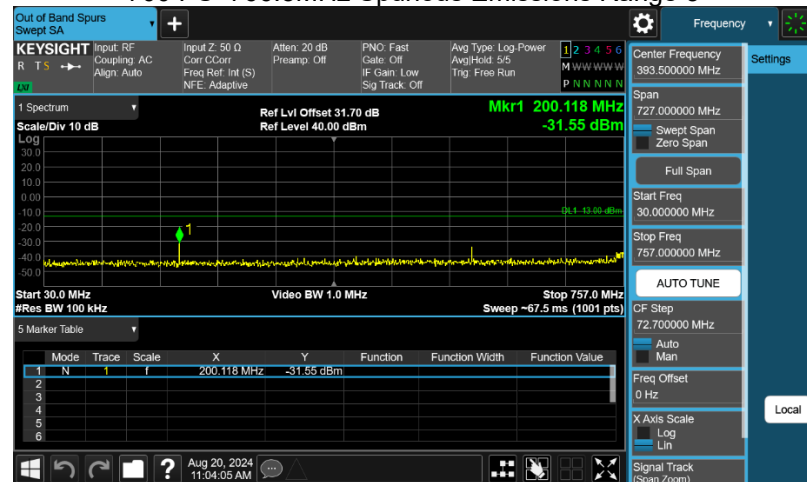 Out of Band Spurs
Swept SA
Frequency
KEYSIGHT
R T S
LXI
Input: RF
Coupling: AC
Align: Auto
Input Z: 50 Ω
Corr CCorr
Freq Ref: Int (S)
NFE: Adaptive
Atten: 20 dB
Preamp: Off
PNO: Fast
Gate: Off
IF Gain: Low
Sig Track: Off
Avg Type: Log-Power
Avg|Hold: 5/5
Trig: Free Run
1 2 3 4 5 6
M W W W W W
P N N N N N
1 Spectrum
Scale/Div 10 dB
Ref Lvl Offset 31.70 dB
Ref Level 40.00 dBm
Mkr1 200.118 MHz
-31.55 dBm
Log
30.0
20.0
10.0
0.00
-10.0
-20.0
-30.0
-40.0
-50.0
DL1 -13.00 dBm
1
Start 30.0 MHz
#Res BW 100 kHz
Video BW 1.0 MHz
Stop 757.0 MHz
Sweep ~67.5 ms (1001 pts)
5 Marker Table
Mode Trace Scale X Y Function Function Width Function Value
1 N 1 f 200.118 MHz -31.55 dBm
2
3
4
5
6
Aug 20, 2024
11:04:05 AM
Center Frequency
393.500000 MHz
Span
727.000000 MHz
Swept Span
Zero Span
Full Span
Start Freq
30.000000 MHz
Stop Freq
757.000000 MHz
AUTO TUNE
CF Step
72.700000 MHz
Auto
Man
Freq Offset
0 Hz
X Axis Scale
Log
Lin
Signal Track
(Span Zoom)
Settings
Local